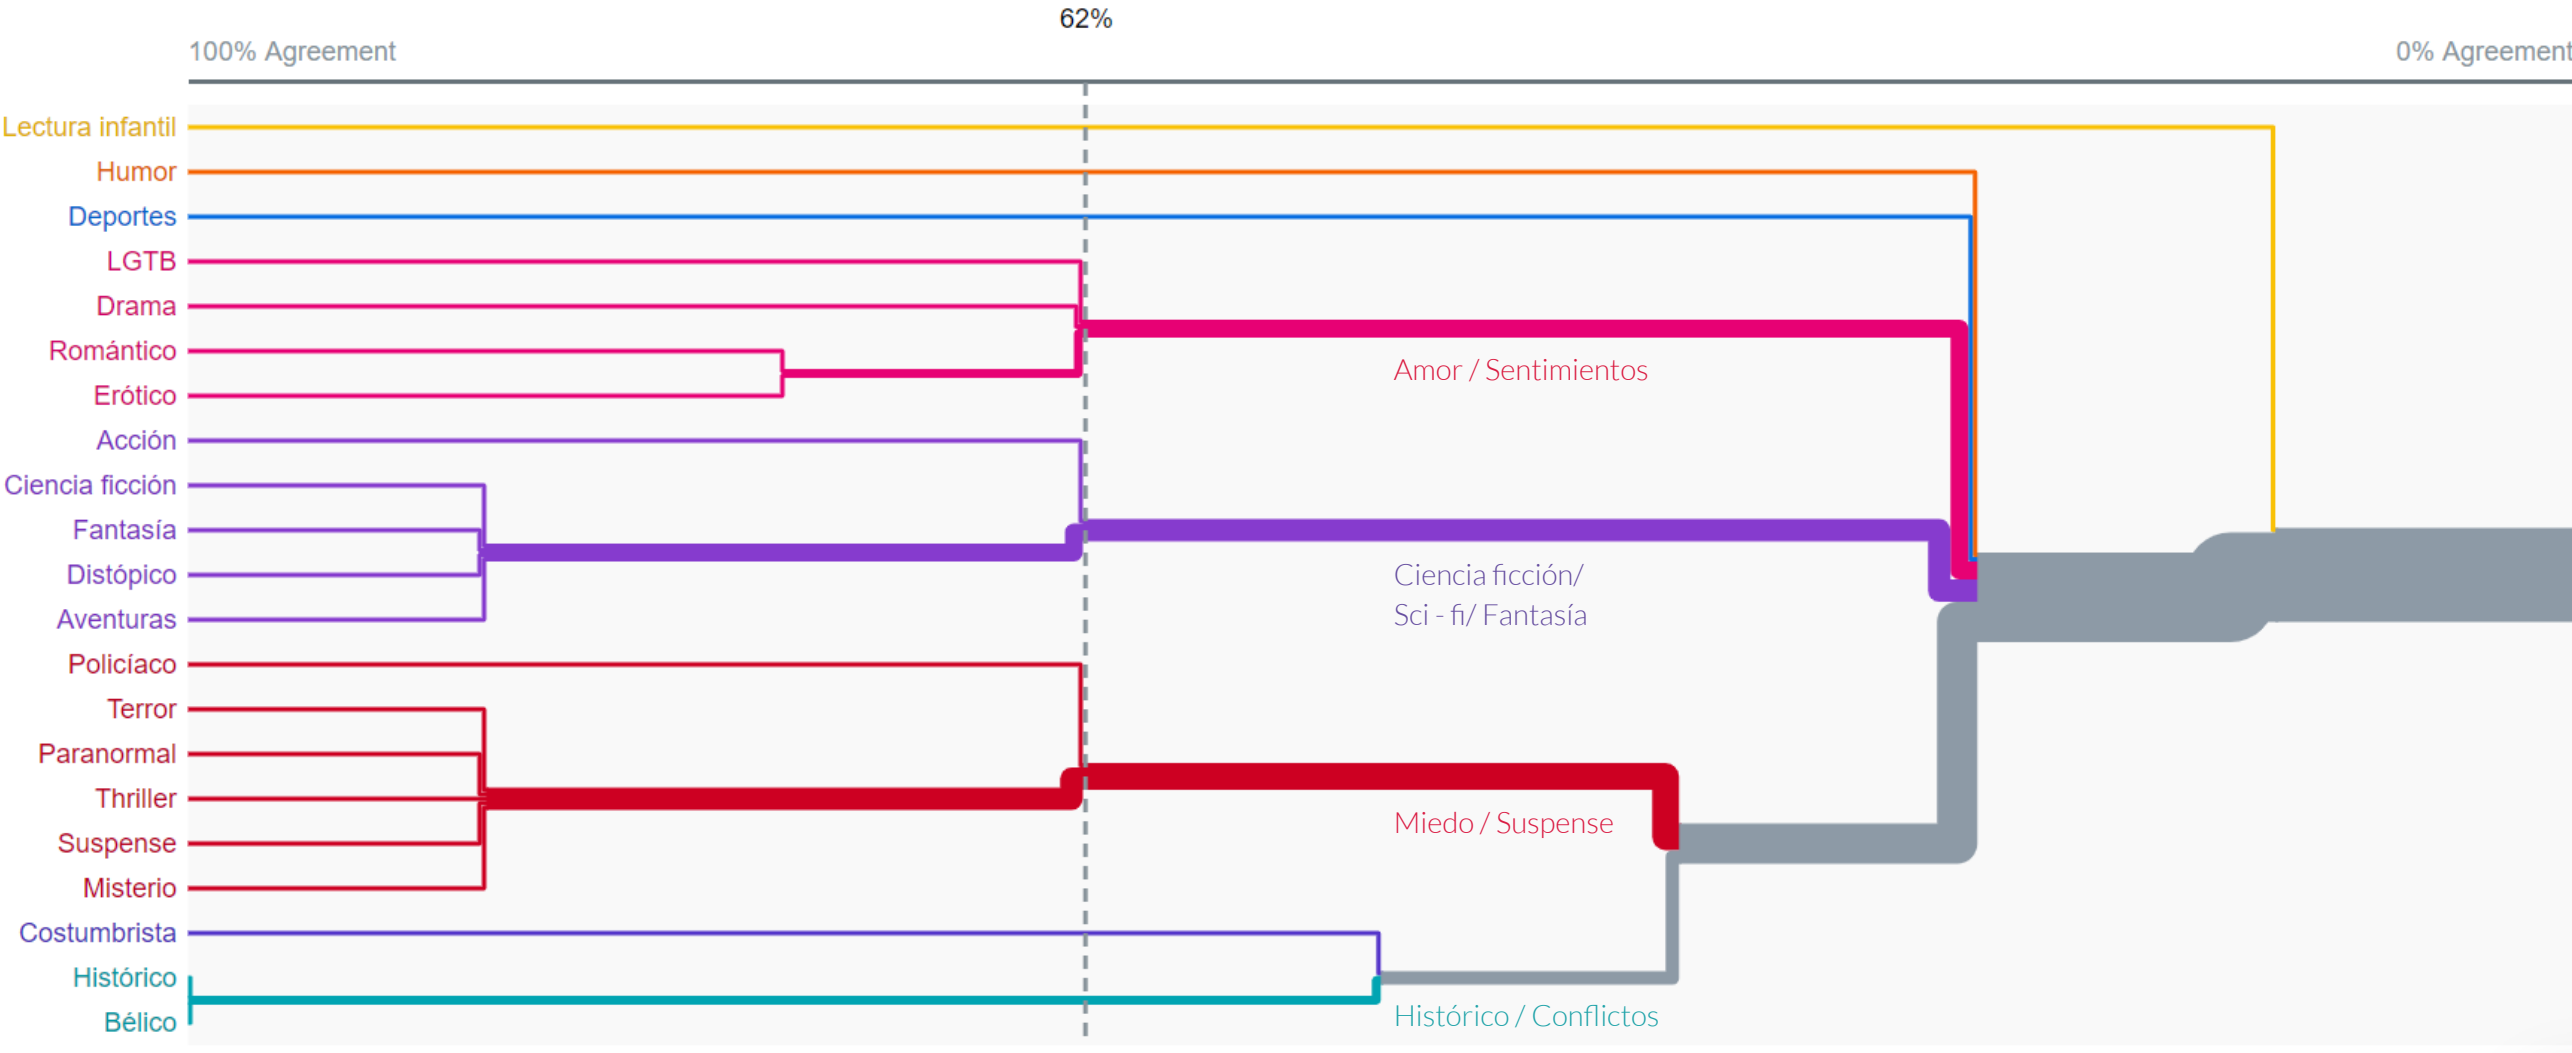 62%
100% Agreement
0% Agreement
Lectura infantil
Humor
Deportes
LGTB
Drama
Romántico
Erótico
Amor / Sentimientos
Acción
Ciencia ficción
Fantasía
Distópico
Aventuras
Ciencia ficción/
Sci - fi/ Fantasía
Policíaco
Terror
Paranormal
Thriller
Suspense
Misterio
Miedo / Suspense
Costumbrista
Histórico
Bélico
Histórico / Conflictos